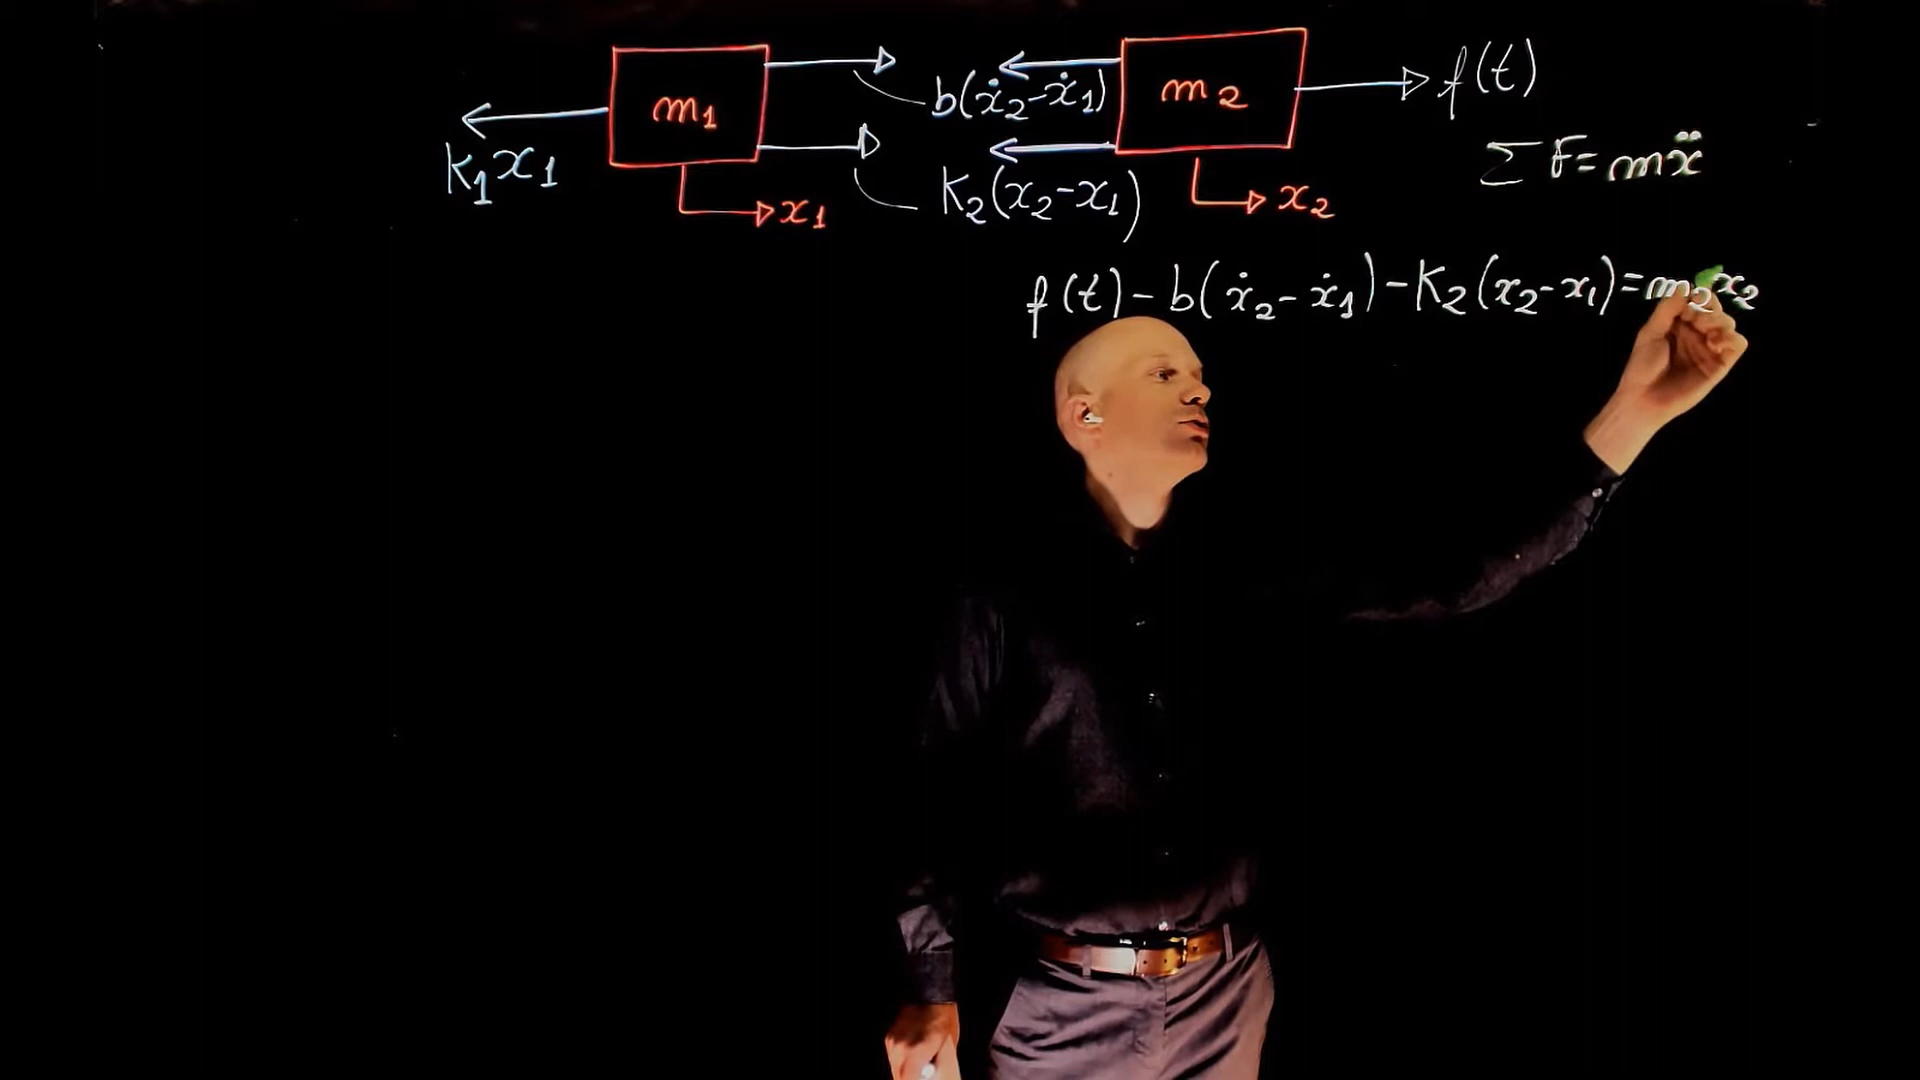 m₁
b(ẋ₂-ẋ₁)
m₂
f(t)
k₁x₁
x₁
k₂(x₂-x₁)
x₂
ΣF=mẍ
f(t)-b(ẋ₂-ẋ₁)-k₂(x₂-x₁)=m₂x₂